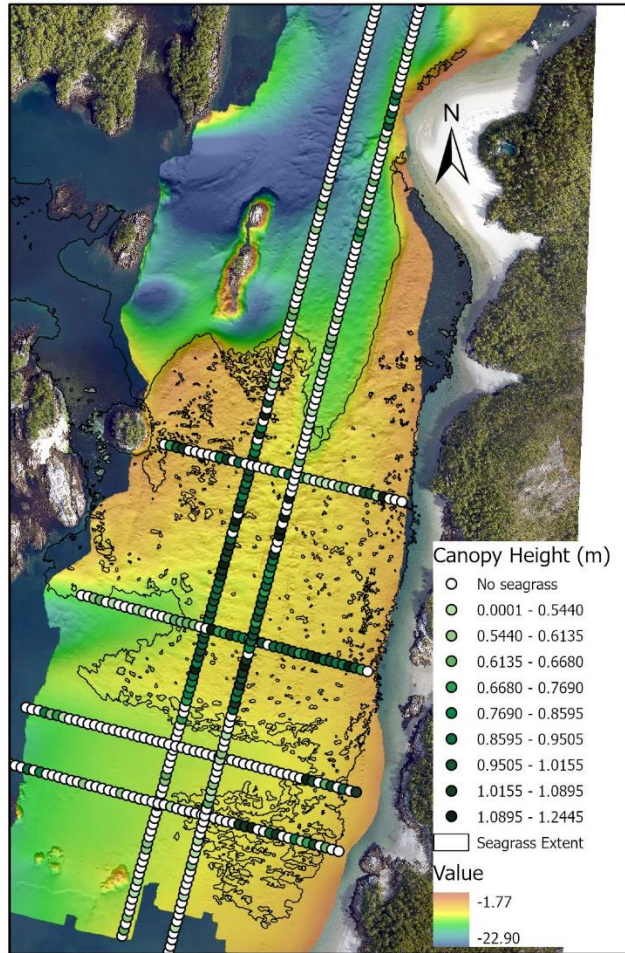 N
Canopy Height (m)
No seagrass
0.0001 - 0.5440
0.5440 - 0.6135
0.6135 - 0.6680
0.6680 - 0.7690
0.7690 - 0.8595
0.8595 - 0.9505
0.9505 - 1.0155
1.0155 - 1.0895
1.0895 - 1.2445
Seagrass Extent
Value
-1.77
-22.90